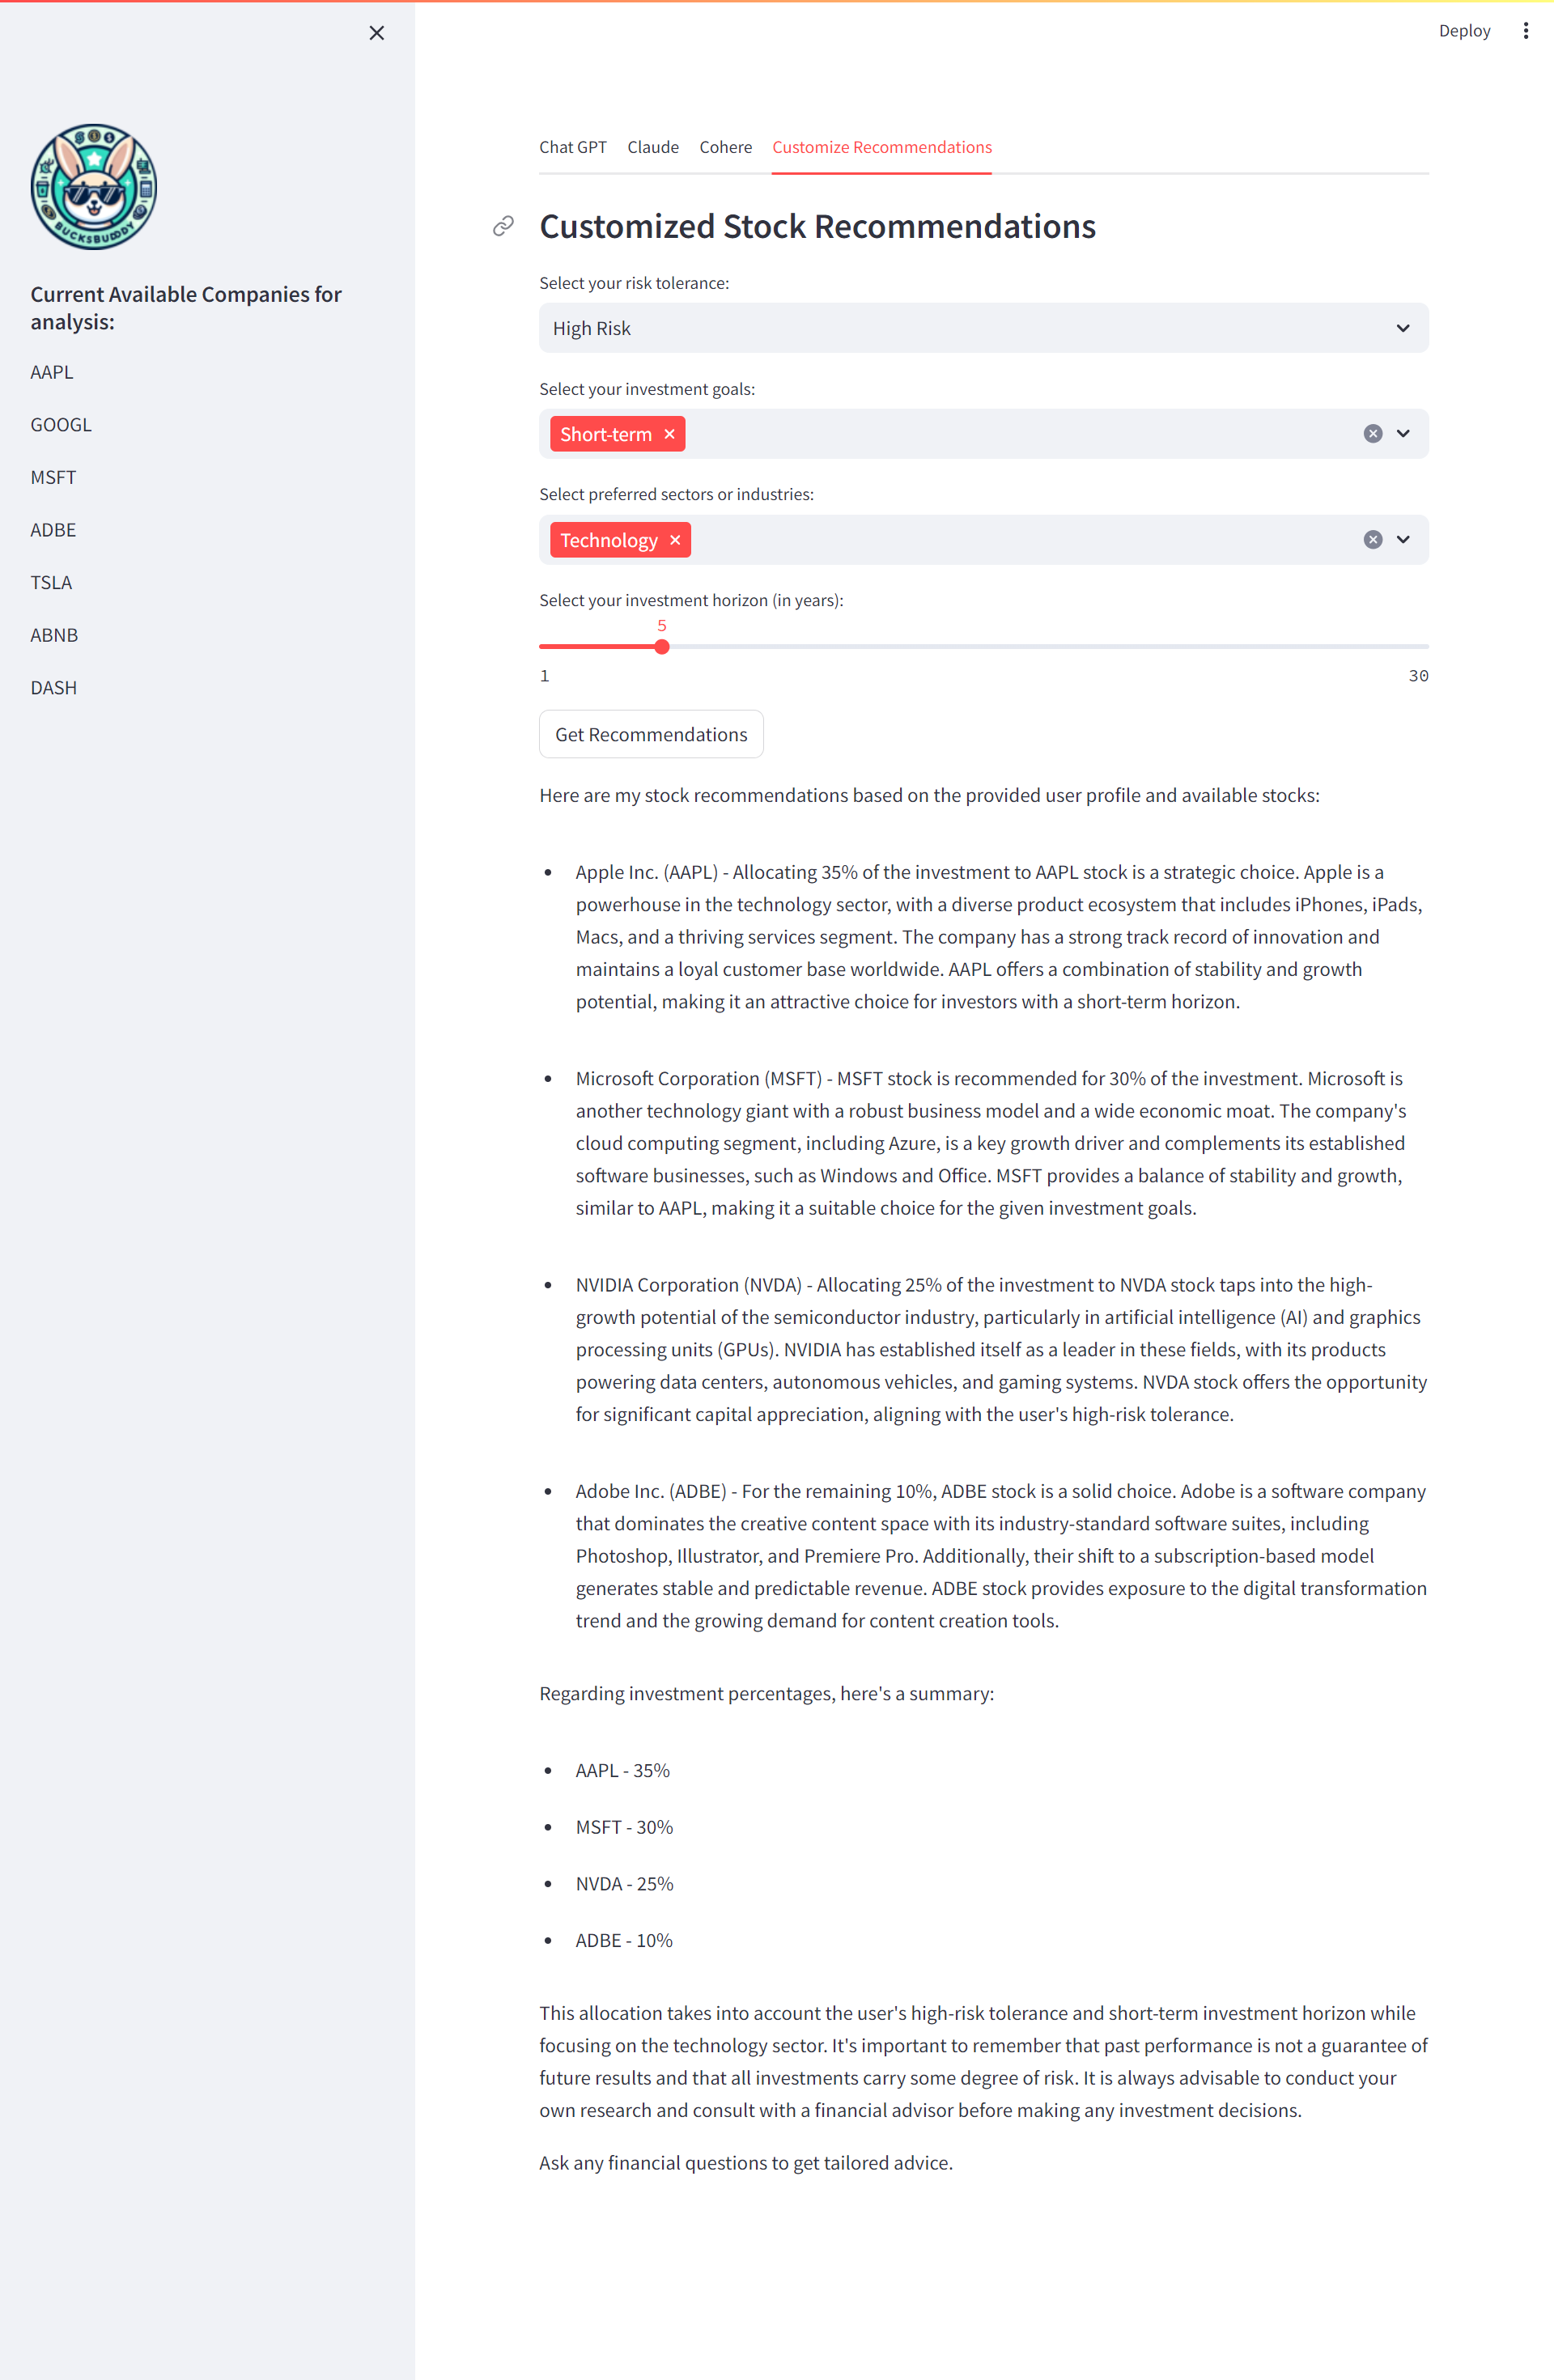 Deploy
BUCKSBUDDY
Current Available Companies for
analysis:
AAPL
GOOGL
MSFT
ADBE
TSLA
ABNB
DASH
Chat GPT Claude Cohere Customize Recommendations
Customized Stock Recommendations
Select your risk tolerance:
High Risk
Select your investment goals:
Short-term
Select preferred sectors or industries:
Technology
Select your investment horizon (in years):
5
1 30
Get Recommendations
Here are my stock recommendations based on the provided user profile and available stocks:
• Apple Inc. (AAPL) - Allocating 35% of the investment to AAPL stock is a strategic choice. Apple is a
powerhouse in the technology sector, with a diverse product ecosystem that includes iPhones, iPads,
Macs, and a thriving services segment. The company has a strong track record of innovation and
maintains a loyal customer base worldwide. AAPL offers a combination of stability and growth
potential, making it an attractive choice for investors with a short-term horizon.
• Microsoft Corporation (MSFT) - MSFT stock is recommended for 30% of the investment. Microsoft is
another technology giant with a robust business model and a wide economic moat. The company's
cloud computing segment, including Azure, is a key growth driver and complements its established
software businesses, such as Windows and Office. MSFT provides a balance of stability and growth,
similar to AAPL, making it a suitable choice for the given investment goals.
• NVIDIA Corporation (NVDA) - Allocating 25% of the investment to NVDA stock taps into the high-
growth potential of the semiconductor industry, particularly in artificial intelligence (AI) and graphics
processing units (GPUs). NVIDIA has established itself as a leader in these fields, with its products
powering data centers, autonomous vehicles, and gaming systems. NVDA stock offers the opportunity
for significant capital appreciation, aligning with the user's high-risk tolerance.
• Adobe Inc. (ADBE) - For the remaining 10%, ADBE stock is a solid choice. Adobe is a software company
that dominates the creative content space with its industry-standard software suites, including
Photoshop, Illustrator, and Premiere Pro. Additionally, their shift to a subscription-based model
generates stable and predictable revenue. ADBE stock provides exposure to the digital transformation
trend and the growing demand for content creation tools.
Regarding investment percentages, here's a summary:
• AAPL - 35%
• MSFT - 30%
• NVDA - 25%
• ADBE - 10%
This allocation takes into account the user's high-risk tolerance and short-term investment horizon while
focusing on the technology sector. It's important to remember that past performance is not a guarantee of
future results and that all investments carry some degree of risk. It is always advisable to conduct your
own research and consult with a financial advisor before making any investment decisions.
Ask any financial questions to get tailored advice.